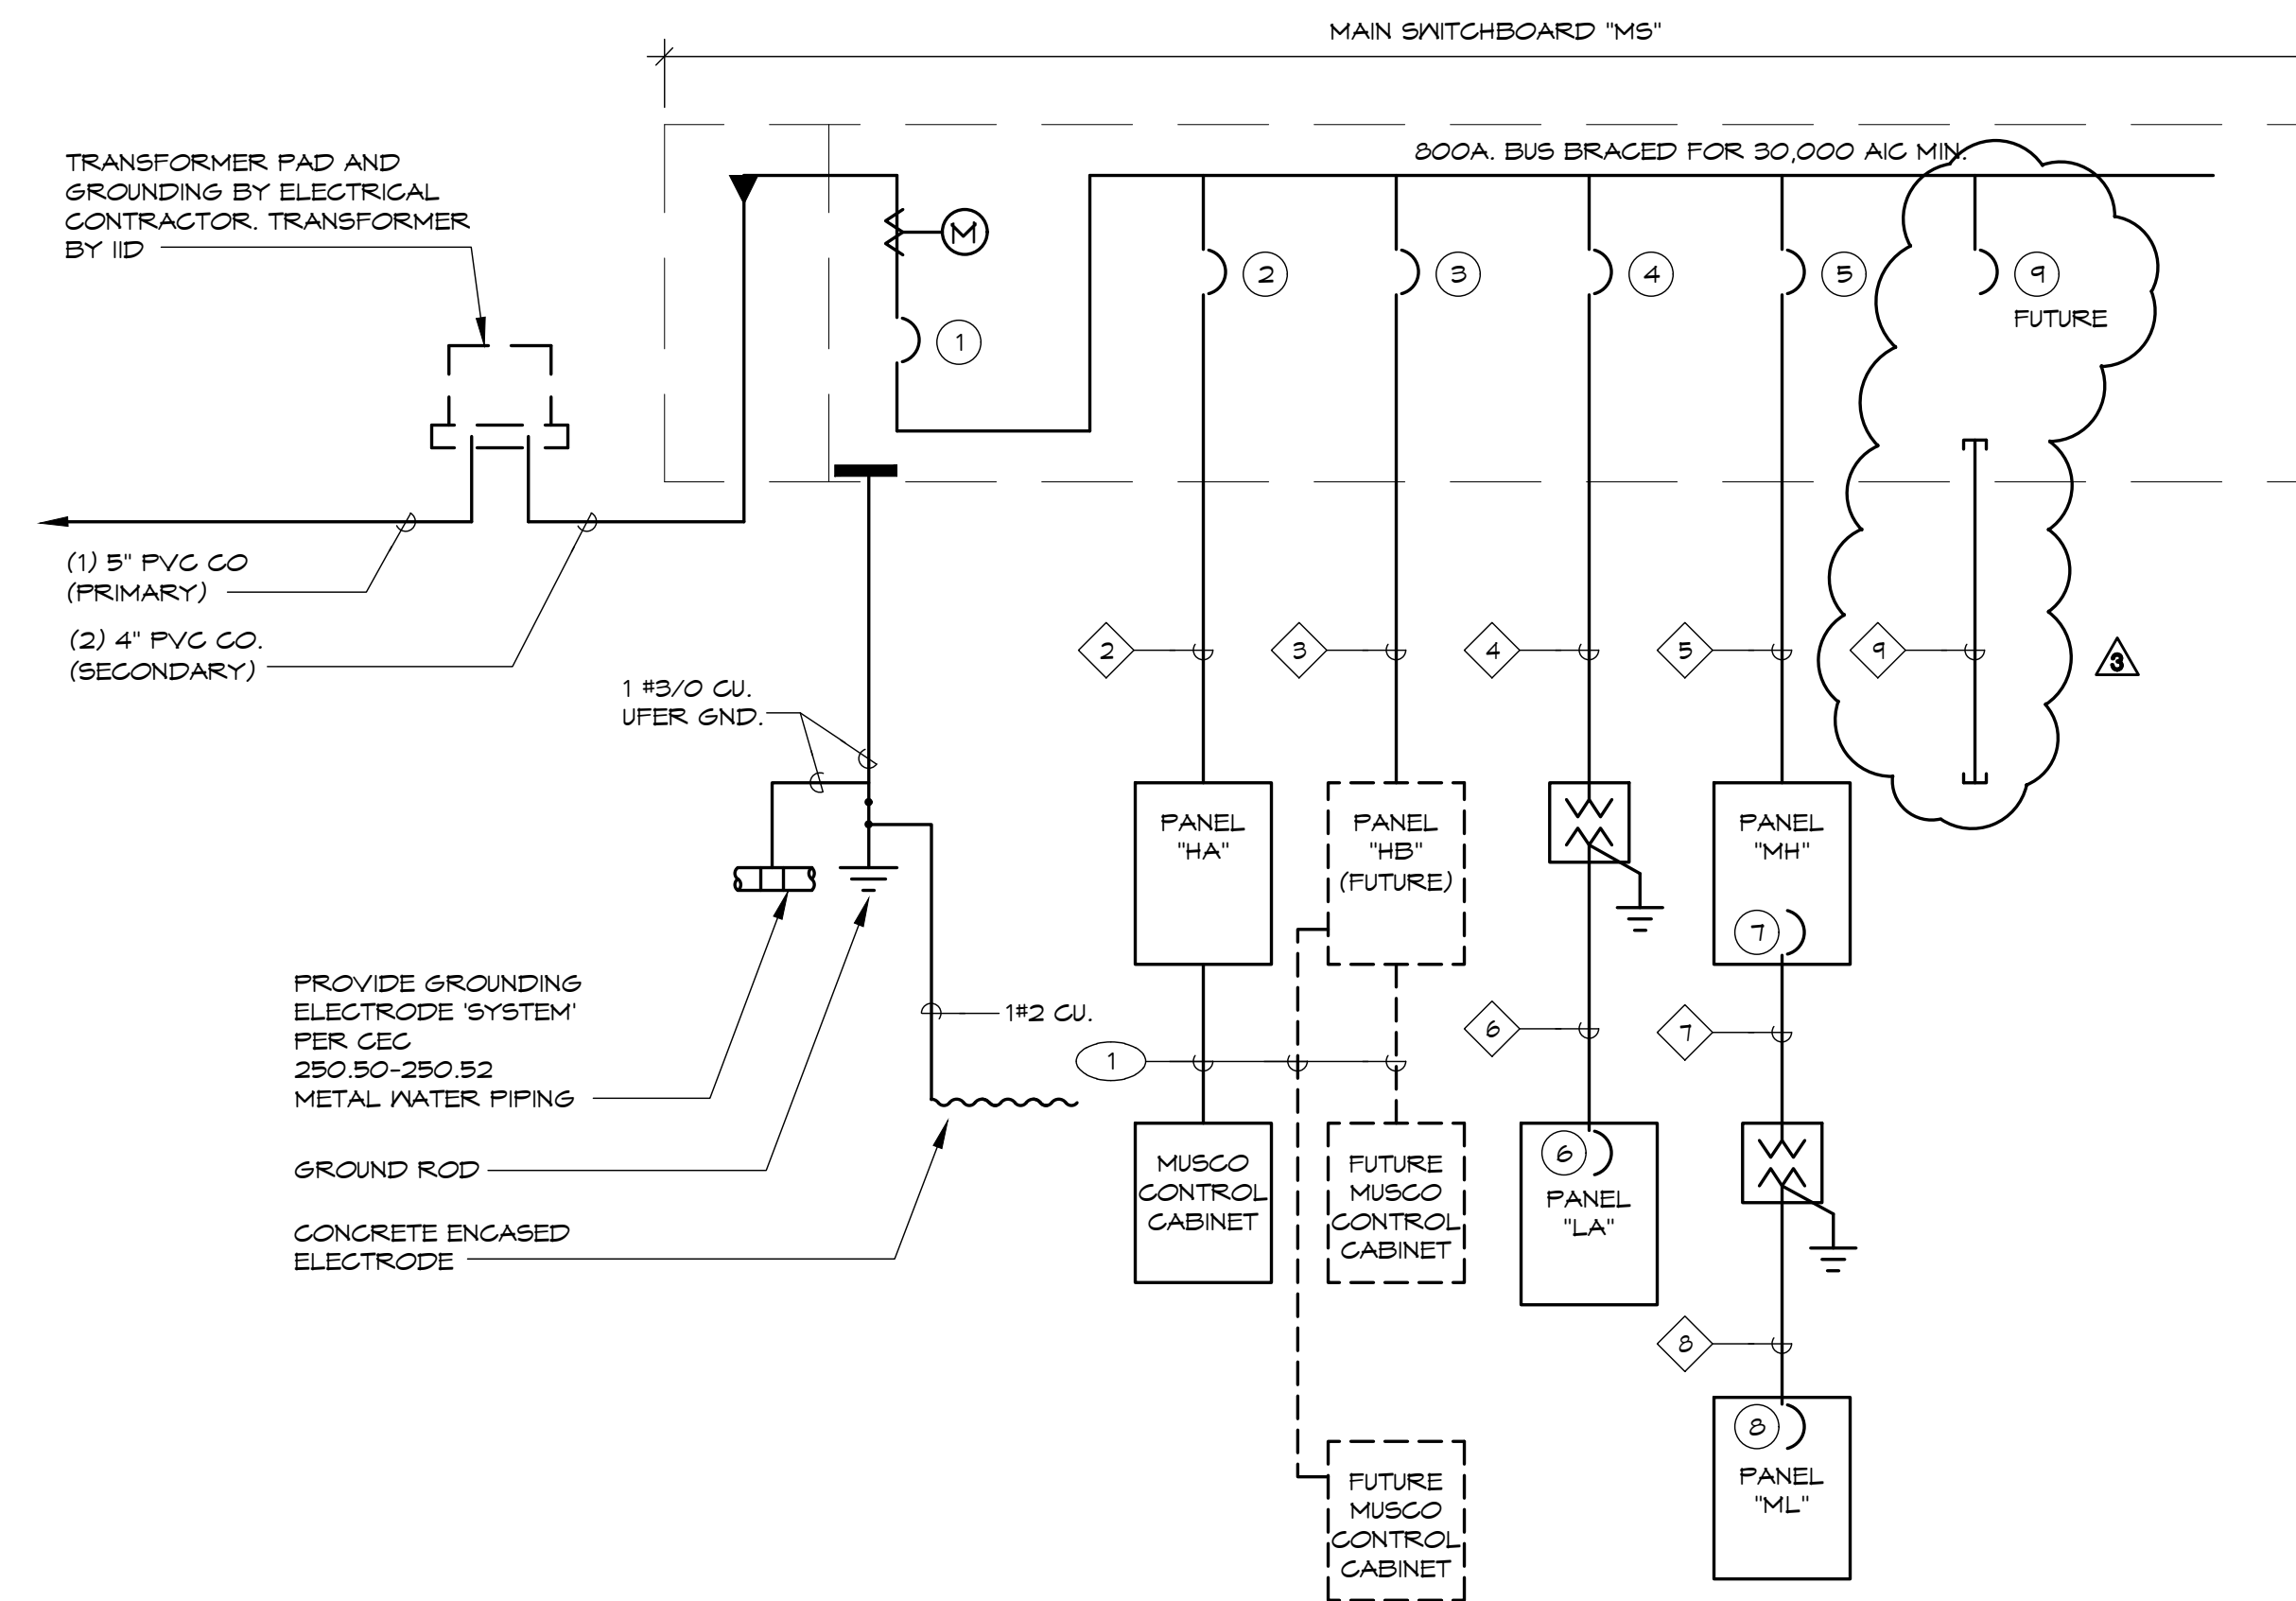 MAIN SWITCHBOARD "MS"
800A. BUS BRACED FOR 30,000 AIC MIN.
TRANSFORMER PAD AND
GROUNDING BY ELECTRICAL
CONTRACTOR. TRANSFORMER
BY IID
M
1
2
3
4
5
9
FUTURE
(1) 5" PVC CO
(PRIMARY)
(2) 4" PVC CO.
(SECONDARY)
2
3
4
5
9
3
1 #3/0 CU.
UFER GND.
PANEL
"HA"
PANEL
"HB"
(FUTURE)
PANEL
"MH"
7
PROVIDE GROUNDING
ELECTRODE 'SYSTEM'
PER CEC
250.50-250.52
METAL WATER PIPING
GROUND ROD
CONCRETE ENCASED
ELECTRODE
1#2 CU.
1
6
7
MUSCO
CONTROL
CABINET
FUTURE
MUSCO
CONTROL
CABINET
6
PANEL
"LA"
8
8
PANEL
"ML"
FUTURE
MUSCO
CONTROL
CABINET